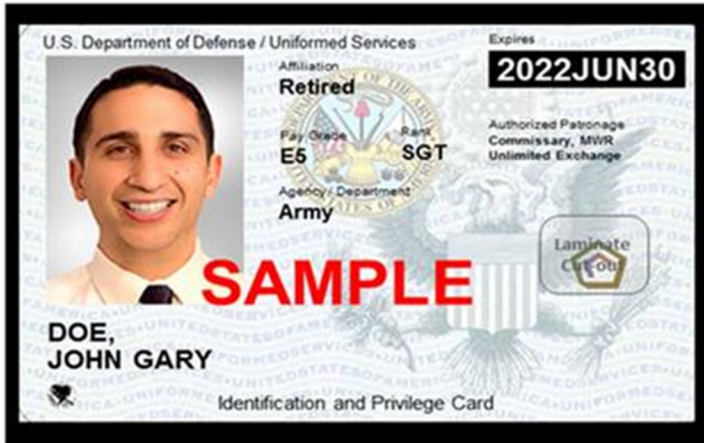 U.S. Department of Defense / Uniformed Services
Expires
2022JUN30
Affiliation
Retired
Pay Grade
Rank
E5
SGT
Agency / Department
Army
Authorized Patronage
Commissary, MWR
Unlimited Exchange
Laminate
Cut-out
SAMPLE
DOE,
JOHN GARY
Identification and Privilege Card